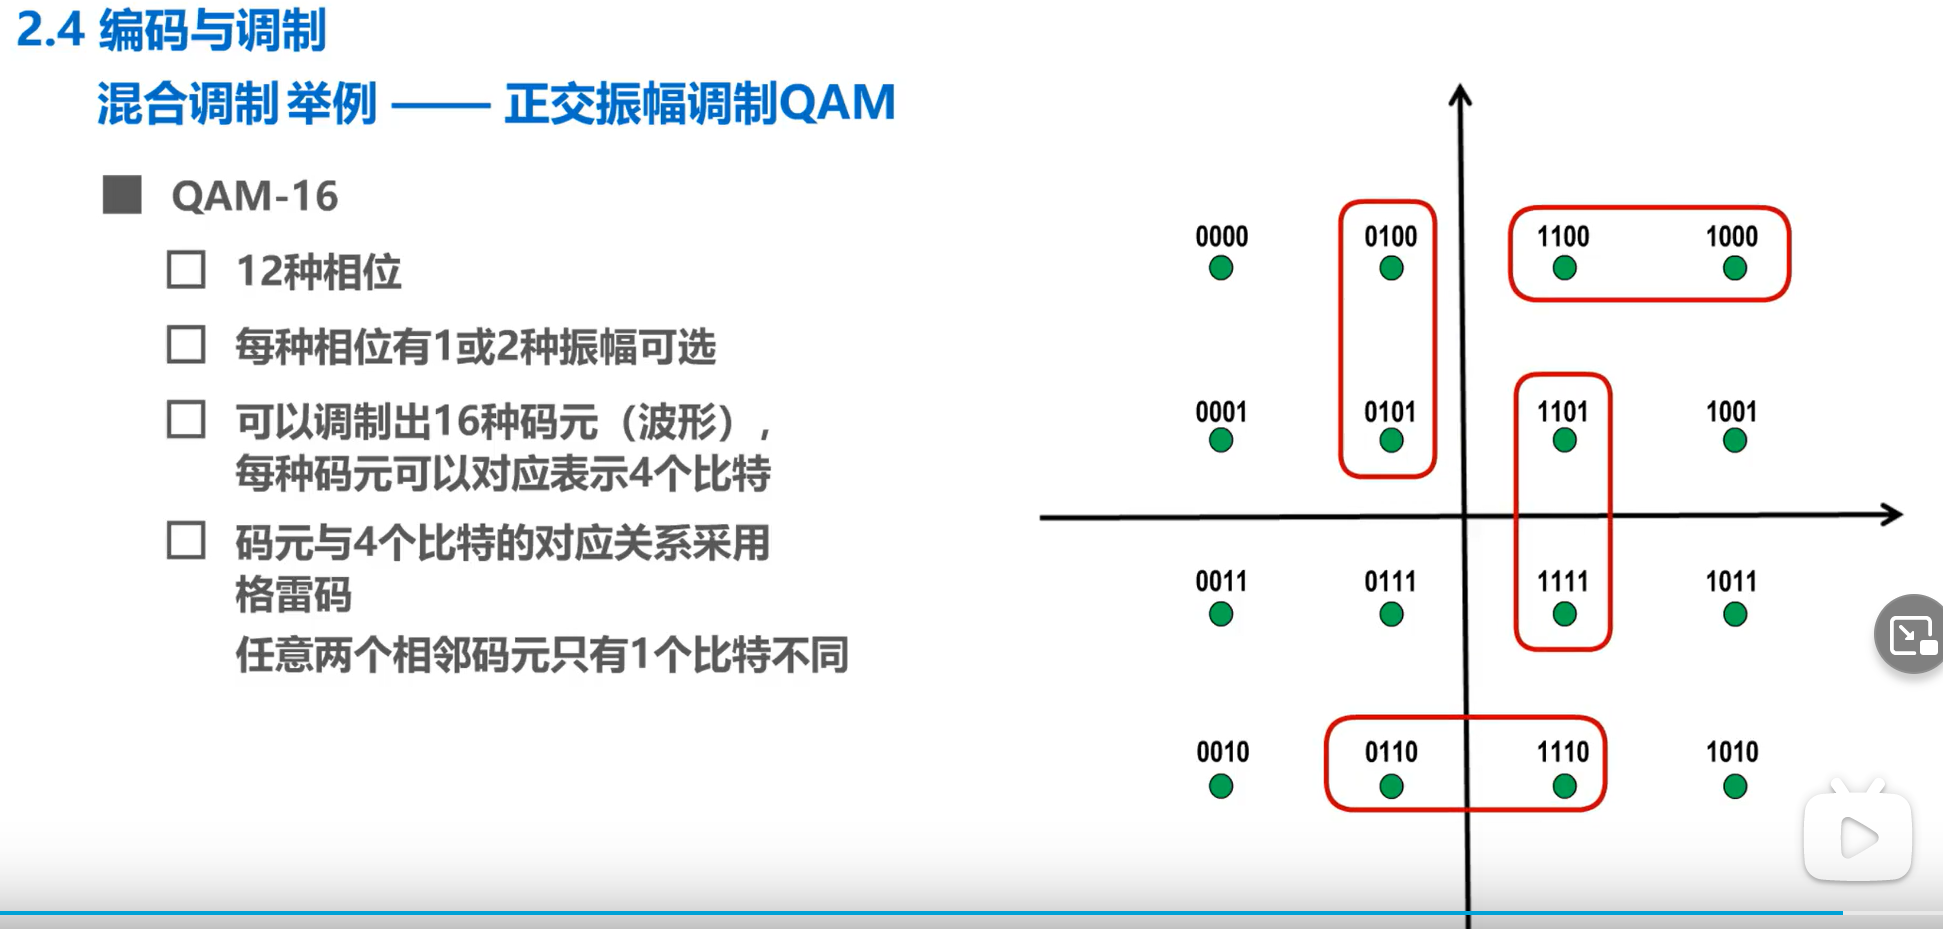 2.4 编码与调制
混合调制 举例 —— 正交振幅调制QAM
QAM-16
12种相位
每种相位有1或2种振幅可选
可以调制出16种码元（波形），
每种码元可以对应表示4个比特
码元与4个比特的对应关系采用
格雷码
任意两个相邻码元只有1个比特不同
0000 0100 1100 1000
0001 0101 1101 1001
0011 0111 1111 1011
0010 0110 1110 1010